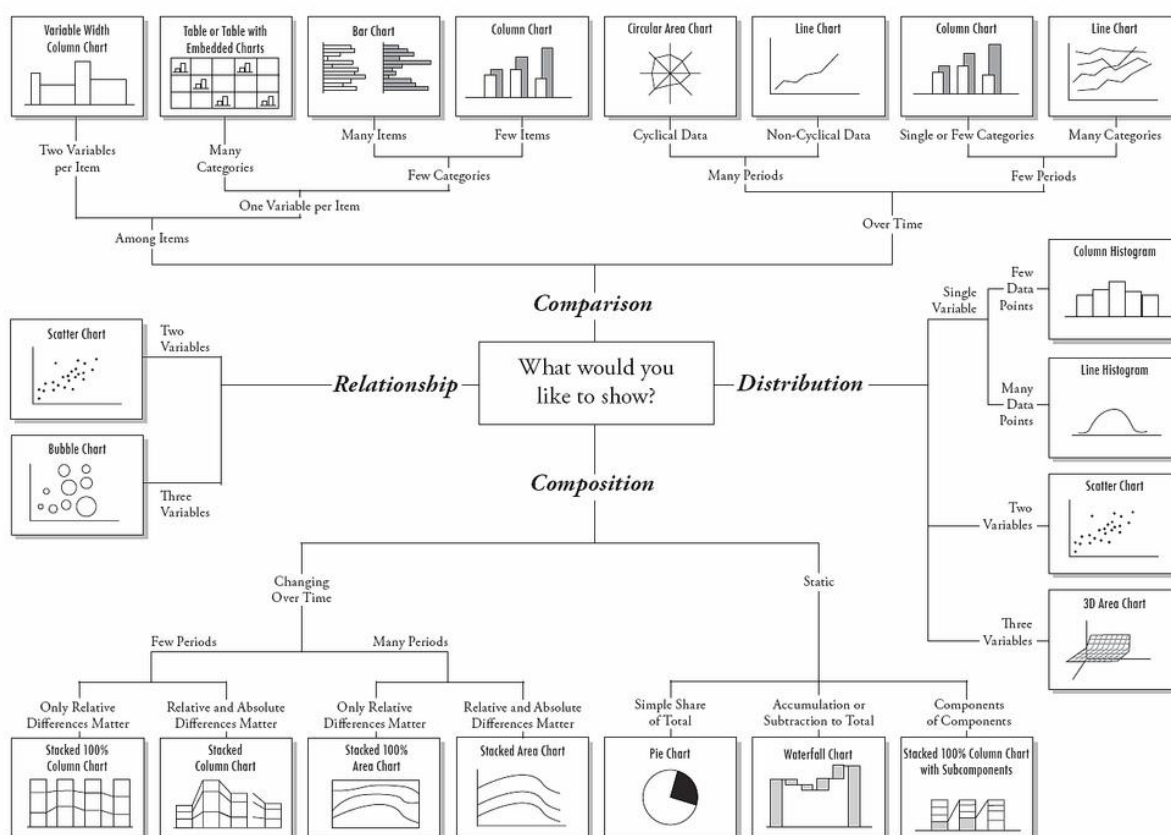 Variable Width
Column Chart
Table or Table with
Embedded Charts
Bar Chart
Column Chart
Circular Area Chart
Line Chart
Column Chart
Line Chart
Two Variables
per Item
Many
Categories
Many Items
Few Items
Cyclical Data
Non-Cyclical Data
Single or Few Categories
Many Categories
Few Categories
Many Periods
Few Periods
One Variable per Item
Among Items
Over Time
Comparison
What would you
like to show?
Relationship
Two
Variables
Scatter Chart
Bubble Chart
Three
Variables
Distribution
Single
Variable
Few
Data
Points
Column Histogram
Many
Data
Points
Line Histogram
Two
Variables
Scatter Chart
Three
Variables
3D Area Chart
Composition
Changing
Over Time
Static
Few Periods
Many Periods
Only Relative
Differences Matter
Relative and Absolute
Differences Matter
Only Relative
Differences Matter
Relative and Absolute
Differences Matter
Simple Share
of Total
Accumulation or
Subtraction to Total
Components
of Components
Stacked 100%
Column Chart
Stacked
Column Chart
Stacked 100%
Area Chart
Stacked Area Chart
Pie Chart
Waterfall Chart
Stacked 100% Column Chart
with Subcomponents